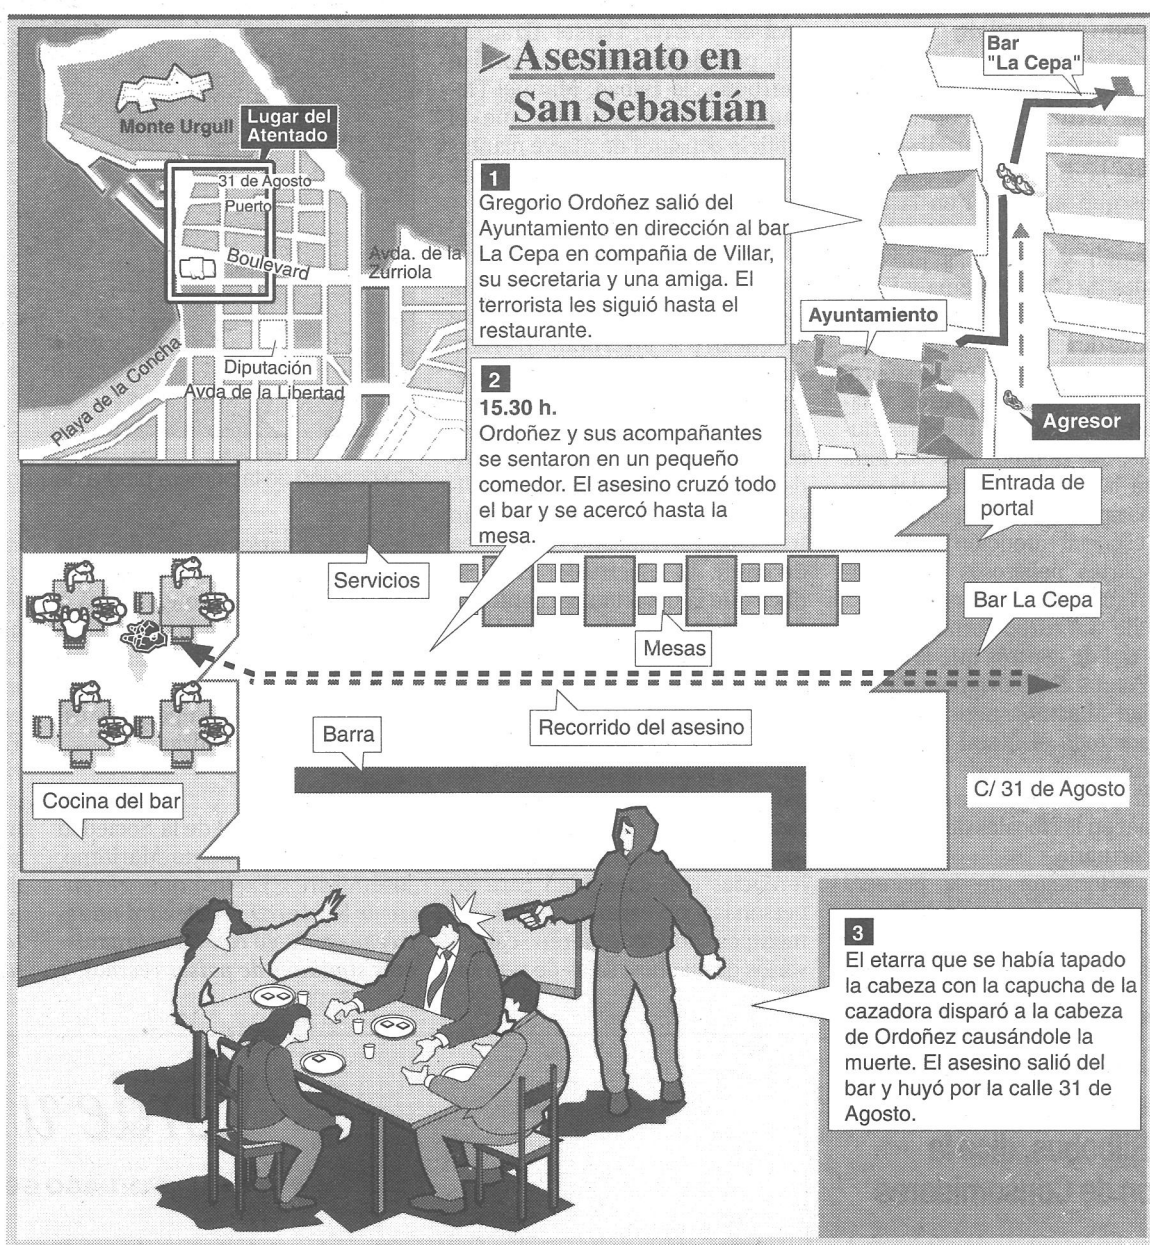 Asesinato en
San Sebastián
Monte Urgull
Lugar del
Atentado
31 de Agosto
Puerto
Boulevard
Avda. de la
Zurriola
Diputación
Avda de la Libertad
Playa de la Concha
1
Gregorio Ordoñez salió del
Ayuntamiento en dirección al bar
La Cepa en compañia de Villar,
su secretaria y una amiga. El
terrorista les siguió hasta el
restaurante.
Bar
"La Cepa"
Ayuntamiento
Agresor
2
15.30 h.
Ordoñez y sus acompañantes
se sentaron en un pequeño
comedor. El asesino cruzó todo
el bar y se acercó hasta la
mesa.
Entrada de
portal
Servicios
Bar La Cepa
Mesas
Recorrido del asesino
Barra
C/ 31 de Agosto
Cocina del bar
3
El etarra que se había tapado
la cabeza con la capucha de la
cazadora disparó a la cabeza
de Ordoñez causándole la
muerte. El asesino salió del
bar y huyó por la calle 31 de
Agosto.